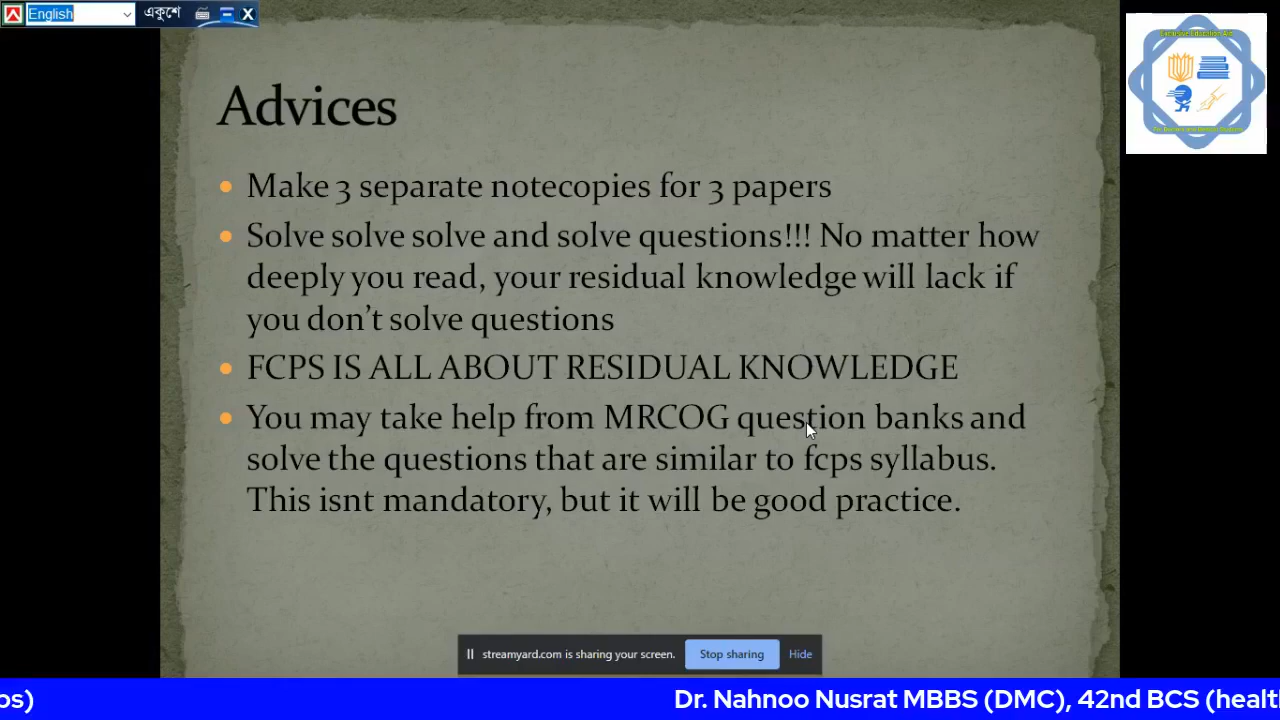 English
একুশে
Advices
Make 3 separate notecopies for 3 papers
Solve solve solve and solve questions!!! No matter how
deeply you read, your residual knowledge will lack if
you don't solve questions
FCPS IS ALL ABOUT RESIDUAL KNOWLEDGE
You may take help from MRCOG question banks and
solve the questions that are similar to fcps syllabus.
This isnt mandatory, but it will be good practice.
streamyard.com is sharing your screen.
Stop sharing
Hide
os)
Dr. Nahnoo Nusrat MBBS (DMC), 42nd BCS (healt